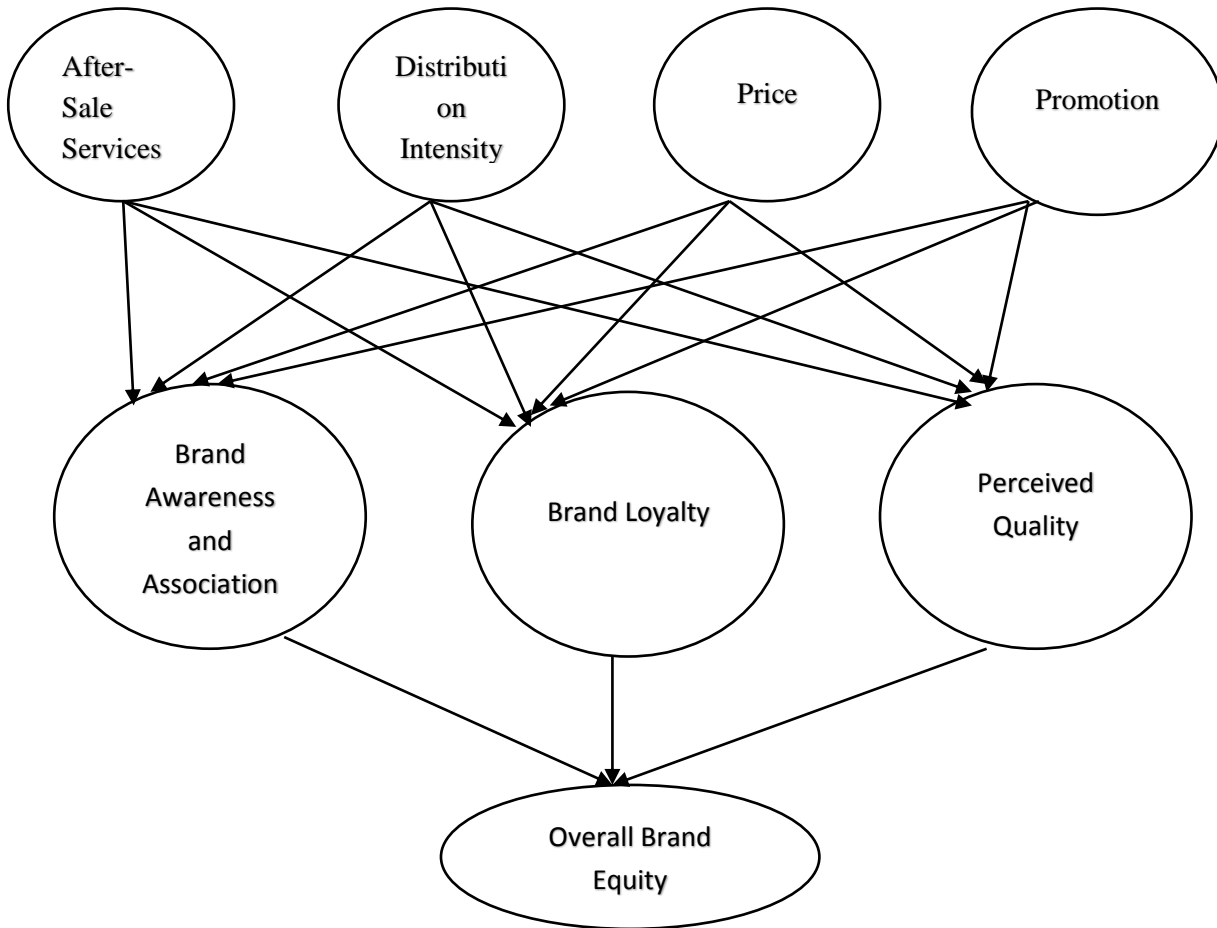 After-
Sale
Services
Distributi
on
Intensity
Price
Promotion
Brand
Awareness
and
Association
Brand Loyalty
Perceived
Quality
Overall Brand
Equity